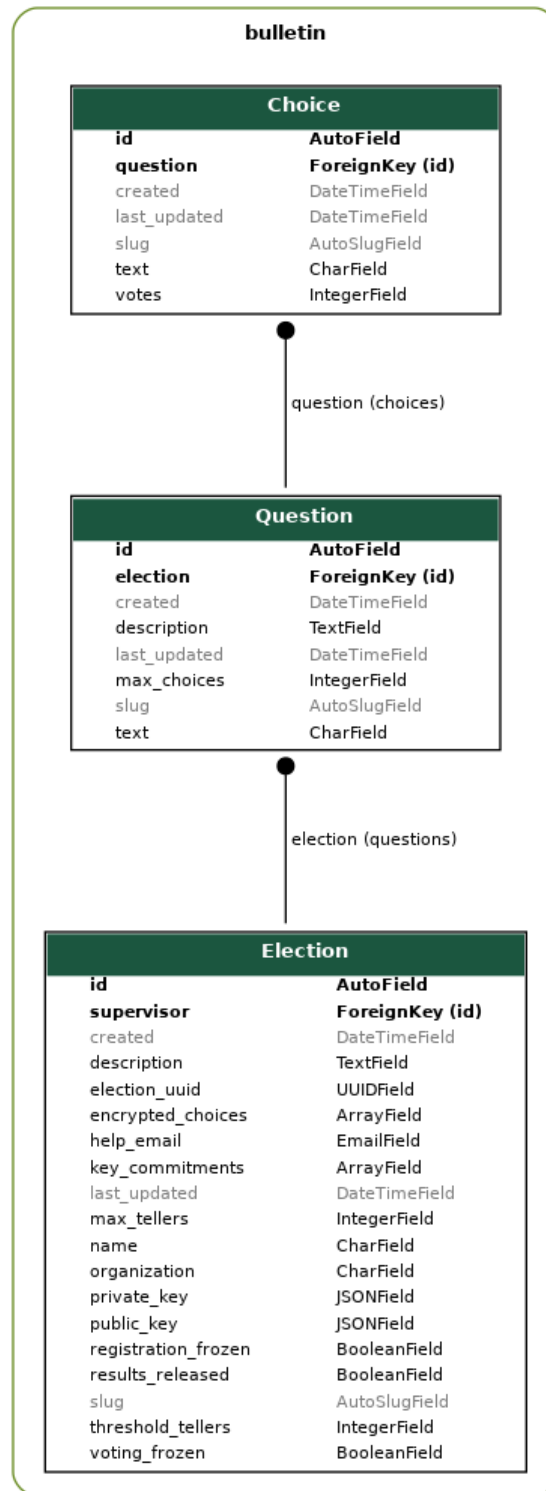 bulletin
Choice
id AutoField
question ForeignKey (id)
created DateTimeField
last_updated DateTimeField
slug AutoSlugField
text CharField
votes IntegerField
question (choices)
Question
id AutoField
election ForeignKey (id)
created DateTimeField
description TextField
last_updated DateTimeField
max_choices IntegerField
slug AutoSlugField
text CharField
election (questions)
Election
id AutoField
supervisor ForeignKey (id)
created DateTimeField
description TextField
election_uuid UUIDField
encrypted_choices ArrayField
help_email EmailField
key_commitments ArrayField
last_updated DateTimeField
max_tellers IntegerField
name CharField
organization CharField
private_key JSONField
public_key JSONField
registration_frozen BooleanField
results_released BooleanField
slug AutoSlugField
threshold_tellers IntegerField
voting_frozen BooleanField